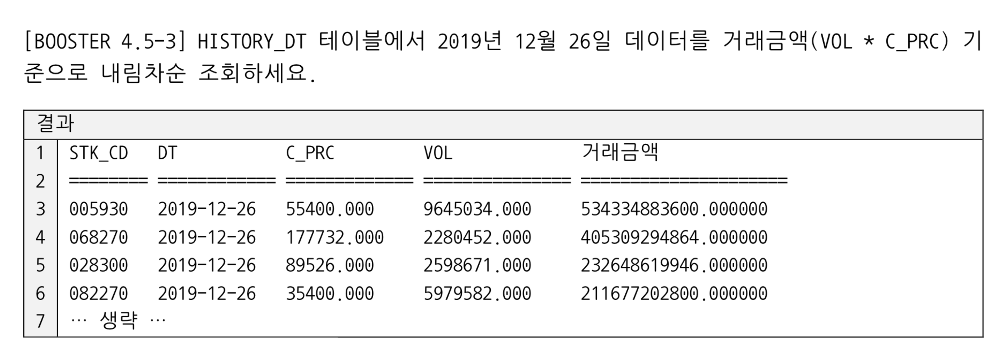 [BOOSTER 4.5-3] HISTORY_DT 테이블에서 2019년 12월 26일 데이터를 거래금액(VOL * C_PRC) 기
준으로 내림차순 조회하세요.
결과
1 STK_CD DT C_PRC VOL 거래금액
2 ======== ============ ============= =============== =====================
3 005930 2019-12-26 55400.000 9645034.000 534334883600.000000
4 068270 2019-12-26 177732.000 2280452.000 405309294864.000000
5 028300 2019-12-26 89526.000 2598671.000 232648619946.000000
6 082270 2019-12-26 35400.000 5979582.000 211677202800.000000
7 … 생략 …